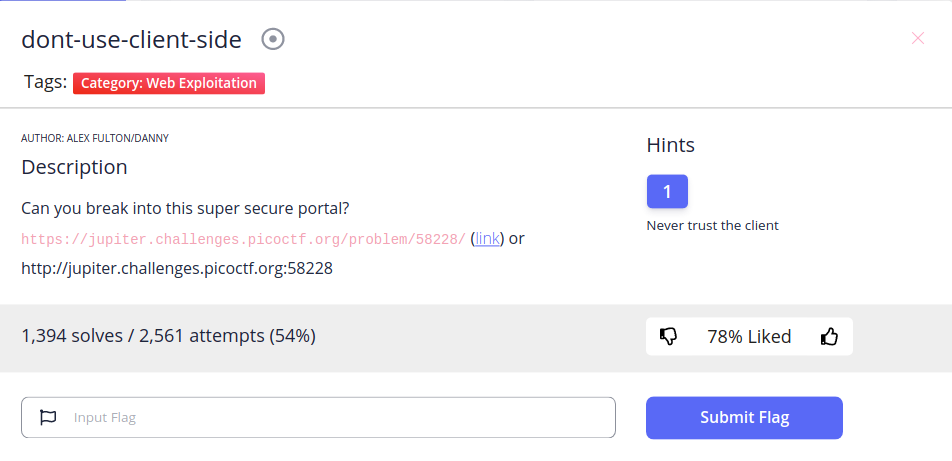 dont-use-client-side
Tags: Category: Web Exploitation
AUTHOR: ALEX FULTON/DANNY
Description
Can you break into this super secure portal?
https://jupiter.challenges.picoctf.org/problem/58228/ (link) or
http://jupiter.challenges.picoctf.org:58228
Hints
1
Never trust the client
1,394 solves / 2,561 attempts (54%)
78% Liked
Input Flag
Submit Flag